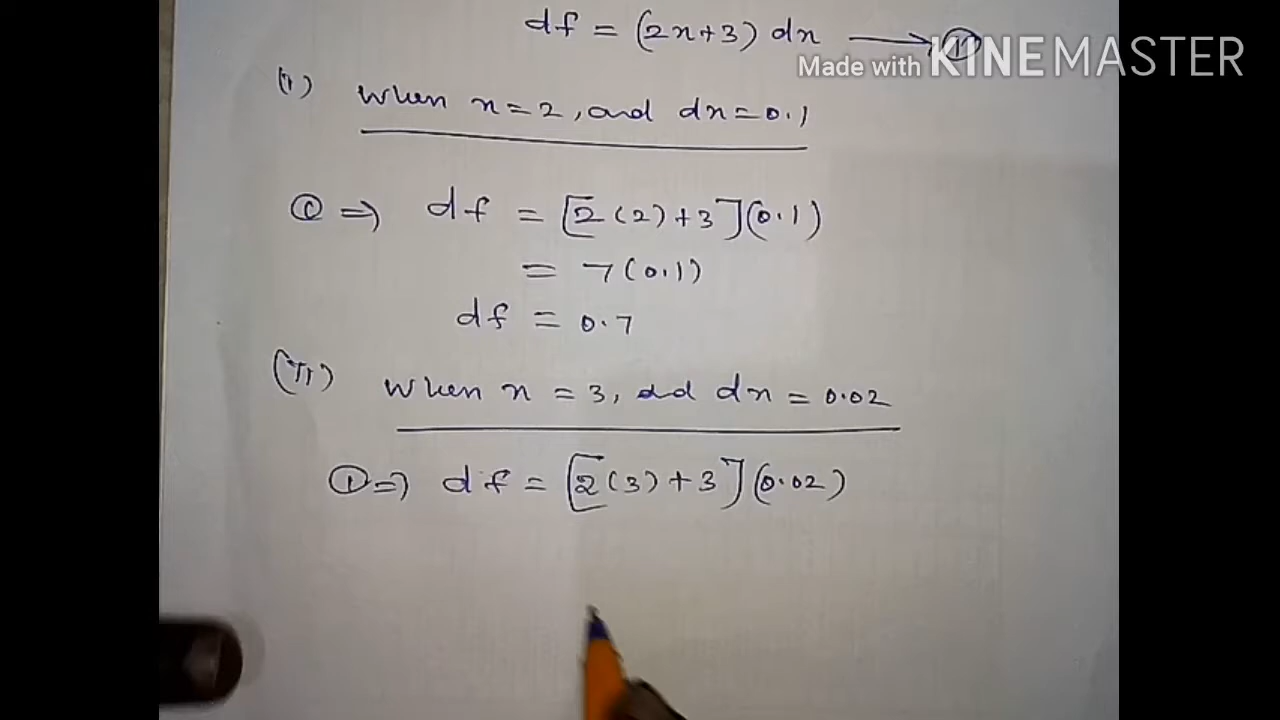 df = (2x+3) dx → ①
Made with KINEMASTER
(i) When x=2, and dx=0.1
① ⇒ df = [2(2)+3](0.1)
= 7(0.1)
df = 0.7
(ii) When x = 3, ad dx = 0.02
① ⇒ df = [2(3)+3](0.02)